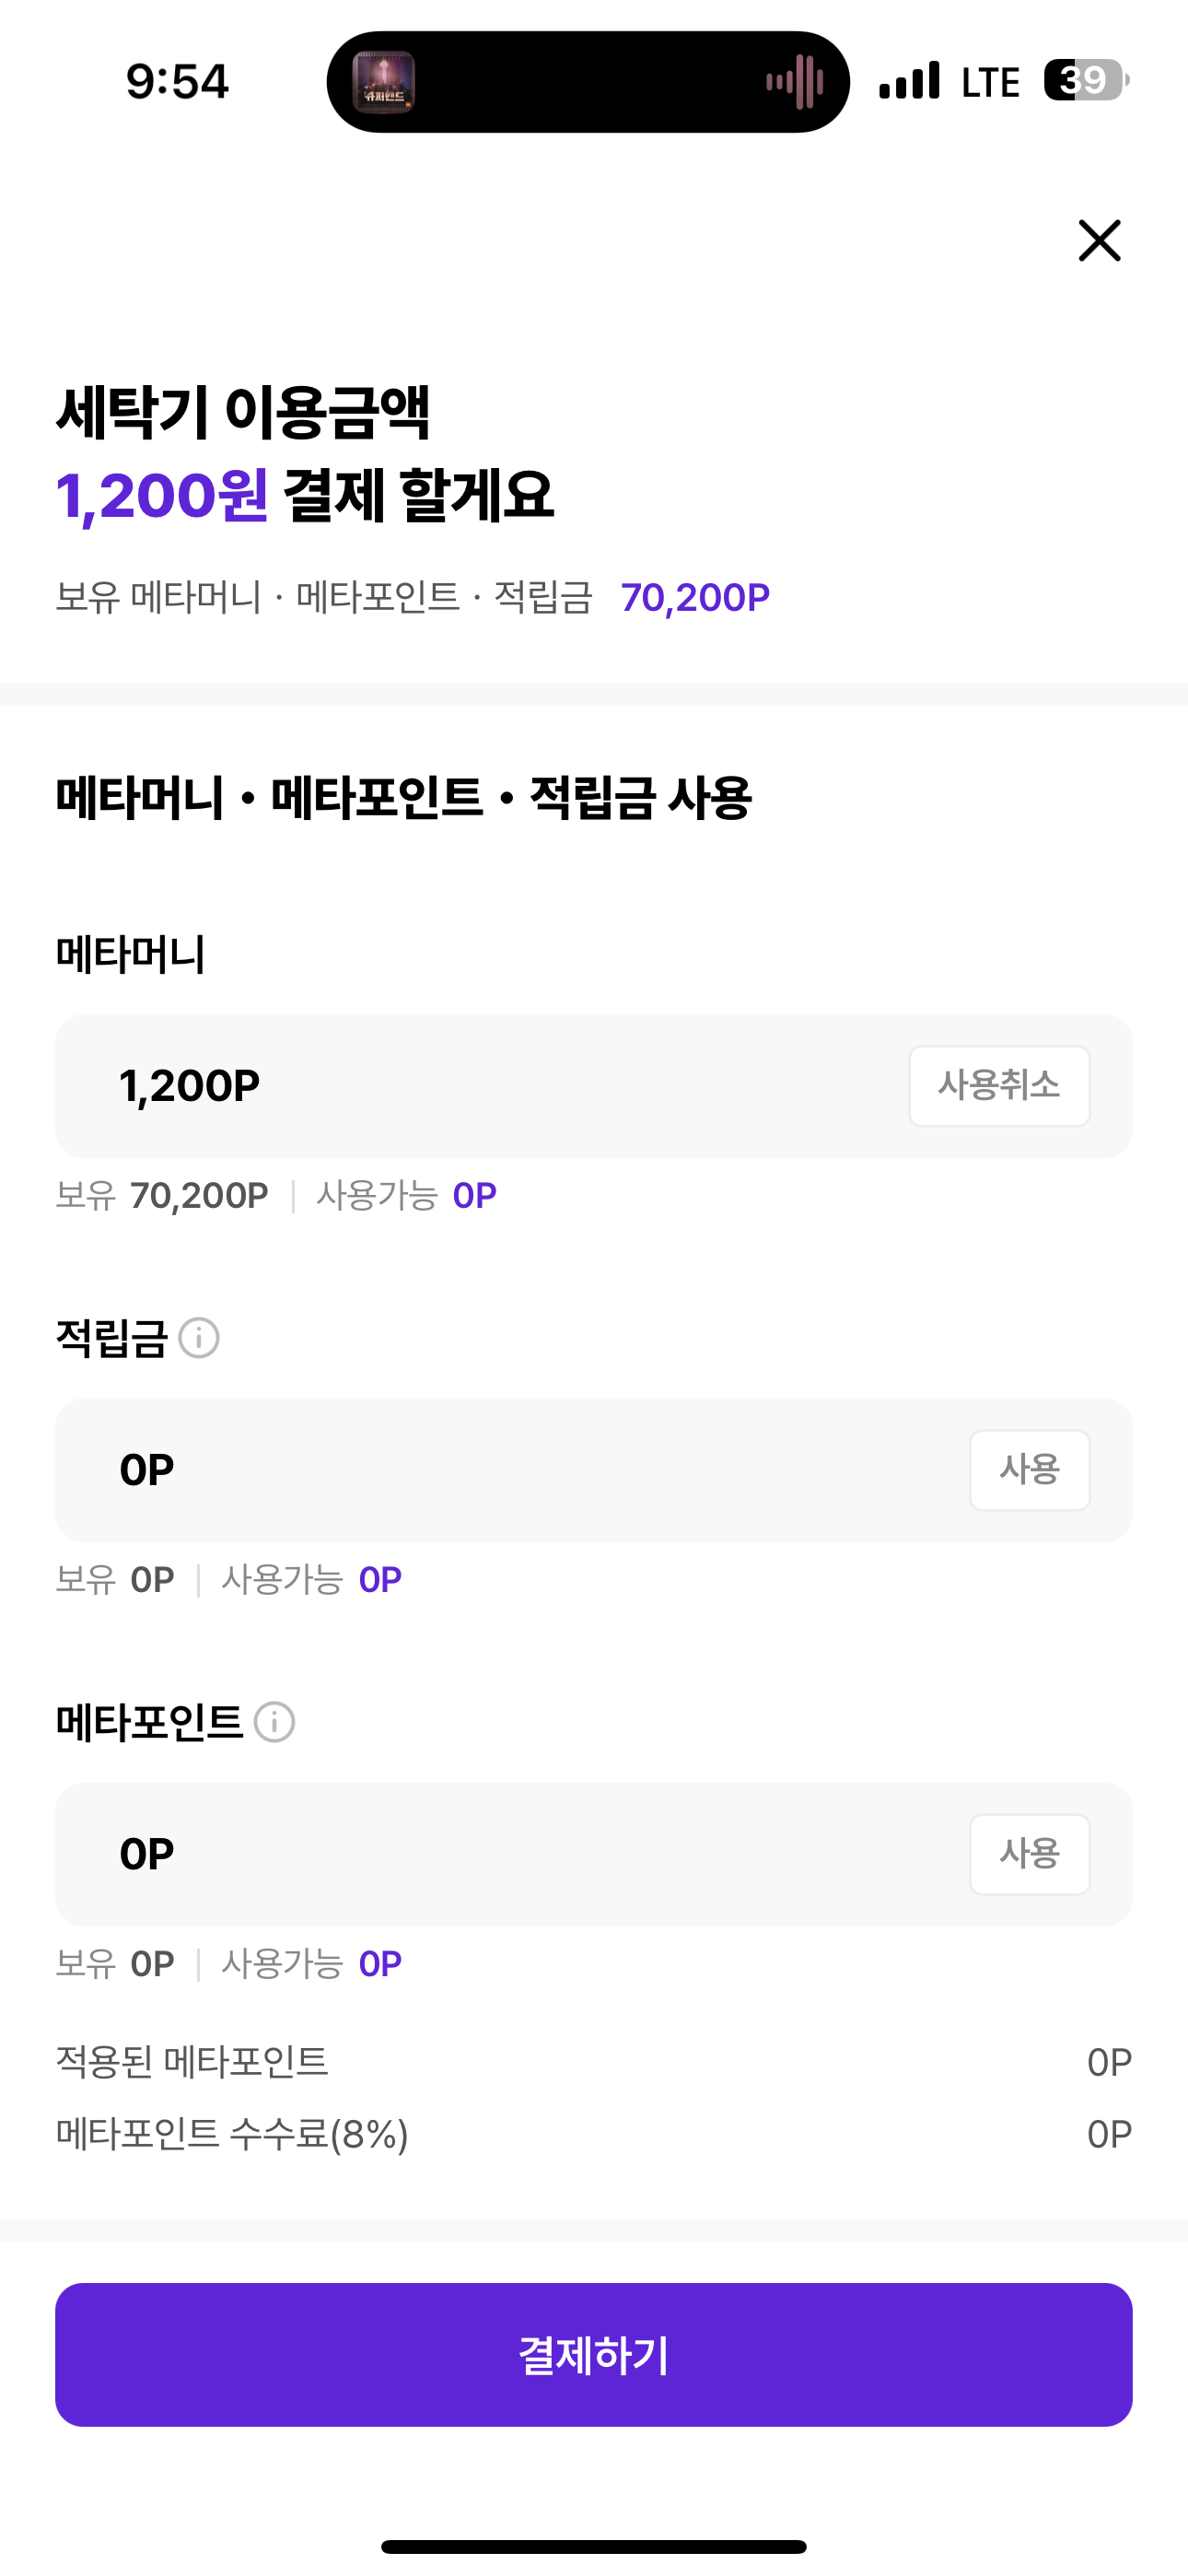 9:54
슈퍼밴드
LTE
39
세탁기 이용금액
1,200원 결제 할게요
보유 메타머니 · 메타포인트 · 적립금 70,200P
메타머니 • 메타포인트 • 적립금 사용
메타머니
1,200P 사용취소
보유 70,200P | 사용가능 0P
적립금
0P 사용
보유 0P | 사용가능 0P
메타포인트
0P 사용
보유 0P | 사용가능 0P
적용된 메타포인트 0P
메타포인트 수수료(8%) 0P
결제하기